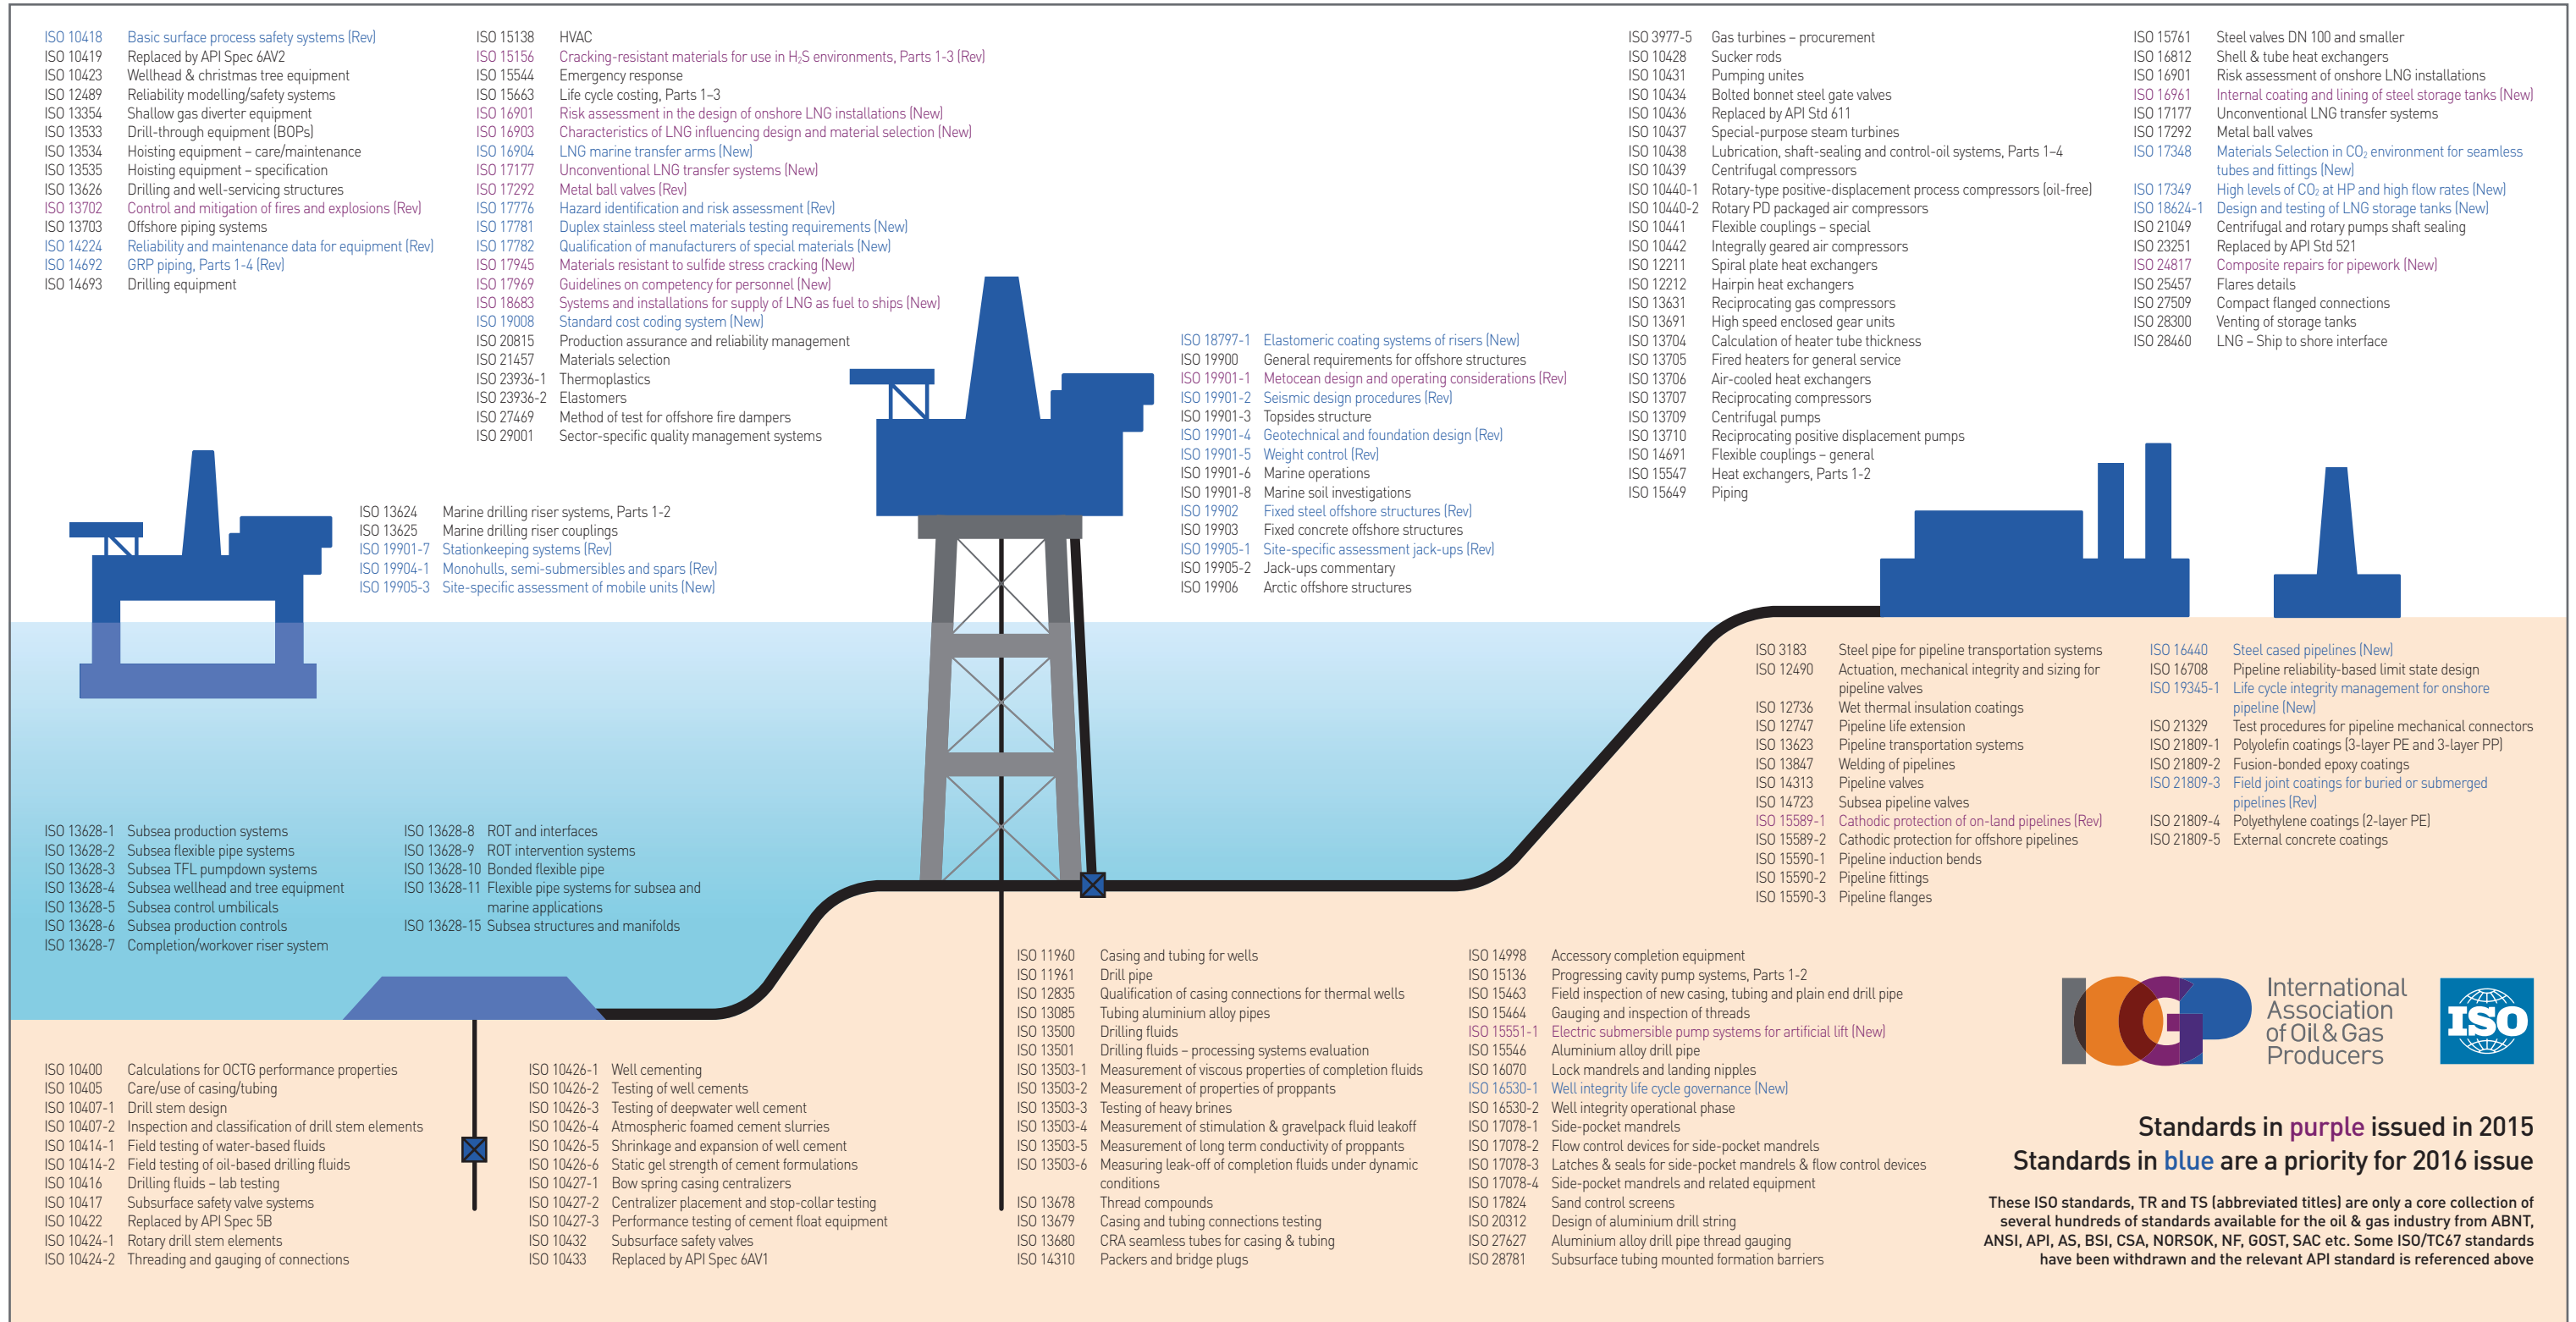 ISO 10418 Basic surface process safety systems (Rev)
ISO 10419 Replaced by API Spec 6AV2
ISO 10423 Wellhead & christmas tree equipment
ISO 12489 Reliability modelling/safety systems
ISO 13354 Shallow gas diverter equipment
ISO 13533 Drill-through equipment (BOPs)
ISO 13534 Hoisting equipment – care/maintenance
ISO 13535 Hoisting equipment – specification
ISO 13626 Drilling and well-servicing structures
ISO 13702 Control and mitigation of fires and explosions (Rev)
ISO 13703 Offshore piping systems
ISO 14224 Reliability and maintenance data for equipment (Rev)
ISO 14692 GRP piping, Parts 1-4 (Rev)
ISO 14693 Drilling equipment
ISO 15138 HVAC
ISO 15156 Cracking-resistant materials for use in H₂S environments, Parts 1-3 (Rev)
ISO 15544 Emergency response
ISO 15663 Life cycle costing, Parts 1–3
ISO 16901 Risk assessment in the design of onshore LNG installations (New)
ISO 16903 Characteristics of LNG influencing design and material selection (New)
ISO 16904 LNG marine transfer arms (New)
ISO 17177 Unconventional LNG transfer systems (New)
ISO 17292 Metal ball valves (Rev)
ISO 17776 Hazard identification and risk assessment (Rev)
ISO 17781 Duplex stainless steel materials testing requirements (New)
ISO 17782 Qualification of manufacturers of special materials (New)
ISO 17945 Materials resistant to sulfide stress cracking (New)
ISO 17969 Guidelines on competency for personnel (New)
ISO 18683 Systems and installations for supply of LNG as fuel to ships (New)
ISO 19008 Standard cost coding system (New)
ISO 20815 Production assurance and reliability management
ISO 21457 Materials selection
ISO 23936-1 Thermoplastics
ISO 23936-2 Elastomers
ISO 27469 Method of test for offshore fire dampers
ISO 29001 Sector-specific quality management systems
ISO 13624 Marine drilling riser systems, Parts 1-2
ISO 13625 Marine drilling riser couplings
ISO 19901-7 Stationkeeping systems (Rev)
ISO 19904-1 Monohulls, semi-submersibles and spars (Rev)
ISO 19905-3 Site-specific assessment of mobile units (New)
ISO 18797-1 Elastomeric coating systems of risers (New)
ISO 19900 General requirements for offshore structures
ISO 19901-1 Metocean design and operating considerations (Rev)
ISO 19901-2 Seismic design procedures (Rev)
ISO 19901-3 Topsides structure
ISO 19901-4 Geotechnical and foundation design (Rev)
ISO 19901-5 Weight control (Rev)
ISO 19901-6 Marine operations
ISO 19901-8 Marine soil investigations
ISO 19902 Fixed steel offshore structures (Rev)
ISO 19903 Fixed concrete offshore structures
ISO 19905-1 Site-specific assessment jack-ups (Rev)
ISO 19905-2 Jack-ups commentary
ISO 19906 Arctic offshore structures
ISO 3977-5 Gas turbines – procurement
ISO 10428 Sucker rods
ISO 10431 Pumping unites
ISO 10434 Bolted bonnet steel gate valves
ISO 10436 Replaced by API Std 611
ISO 10437 Special-purpose steam turbines
ISO 10438 Lubrication, shaft-sealing and control-oil systems, Parts 1–4
ISO 10439 Centrifugal compressors
ISO 10440-1 Rotary-type positive-displacement process compressors (oil-free)
ISO 10440-2 Rotary PD packaged air compressors
ISO 10441 Flexible couplings – special
ISO 10442 Integrally geared air compressors
ISO 12211 Spiral plate heat exchangers
ISO 12212 Hairpin heat exchangers
ISO 13631 Reciprocating gas compressors
ISO 13691 High speed enclosed gear units
ISO 13704 Calculation of heater tube thickness
ISO 13705 Fired heaters for general service
ISO 13706 Air-cooled heat exchangers
ISO 13707 Reciprocating compressors
ISO 13709 Centrifugal pumps
ISO 13710 Reciprocating positive displacement pumps
ISO 14691 Flexible couplings – general
ISO 15547 Heat exchangers, Parts 1-2
ISO 15649 Piping
ISO 15761 Steel valves DN 100 and smaller
ISO 16812 Shell & tube heat exchangers
ISO 16901 Risk assessment of onshore LNG installations
ISO 16961 Internal coating and lining of steel storage tanks (New)
ISO 17177 Unconventional LNG transfer systems
ISO 17292 Metal ball valves
ISO 17348 Materials Selection in CO₂ environment for seamless
tubes and fittings (New)
ISO 17349 High levels of CO₂ at HP and high flow rates (New)
ISO 18624-1 Design and testing of LNG storage tanks (New)
ISO 21049 Centrifugal and rotary pumps shaft sealing
ISO 23251 Replaced by API Std 521
ISO 24817 Composite repairs for pipework (New)
ISO 25457 Flares details
ISO 27509 Compact flanged connections
ISO 28300 Venting of storage tanks
ISO 28460 LNG – Ship to shore interface
ISO 3183 Steel pipe for pipeline transportation systems
ISO 12490 Actuation, mechanical integrity and sizing for
pipeline valves
ISO 12736 Wet thermal insulation coatings
ISO 12747 Pipeline life extension
ISO 13623 Pipeline transportation systems
ISO 13847 Welding of pipelines
ISO 14313 Pipeline valves
ISO 14723 Subsea pipeline valves
ISO 15589-1 Cathodic protection of on-land pipelines (Rev)
ISO 15589-2 Cathodic protection for offshore pipelines
ISO 15590-1 Pipeline induction bends
ISO 15590-2 Pipeline fittings
ISO 15590-3 Pipeline flanges
ISO 16440 Steel cased pipelines (New)
ISO 16708 Pipeline reliability-based limit state design
ISO 19345-1 Life cycle integrity management for onshore
pipeline (New)
ISO 21329 Test procedures for pipeline mechanical connectors
ISO 21809-1 Polyolefin coatings (3-layer PE and 3-layer PP)
ISO 21809-2 Fusion-bonded epoxy coatings
ISO 21809-3 Field joint coatings for buried or submerged
pipelines (Rev)
ISO 21809-4 Polyethylene coatings (2-layer PE)
ISO 21809-5 External concrete coatings
ISO 13628-1 Subsea production systems
ISO 13628-2 Subsea flexible pipe systems
ISO 13628-3 Subsea TFL pumpdown systems
ISO 13628-4 Subsea wellhead and tree equipment
ISO 13628-5 Subsea control umbilicals
ISO 13628-6 Subsea production controls
ISO 13628-7 Completion/workover riser system
ISO 13628-8 ROT and interfaces
ISO 13628-9 ROT intervention systems
ISO 13628-10 Bonded flexible pipe
ISO 13628-11 Flexible pipe systems for subsea and
marine applications
ISO 13628-15 Subsea structures and manifolds
ISO 10400 Calculations for OCTG performance properties
ISO 10405 Care/use of casing/tubing
ISO 10407-1 Drill stem design
ISO 10407-2 Inspection and classification of drill stem elements
ISO 10414-1 Field testing of water-based fluids
ISO 10414-2 Field testing of oil-based drilling fluids
ISO 10416 Drilling fluids – lab testing
ISO 10417 Subsurface safety valve systems
ISO 10422 Replaced by API Spec 5B
ISO 10424-1 Rotary drill stem elements
ISO 10424-2 Threading and gauging of connections
ISO 10426-1 Well cementing
ISO 10426-2 Testing of well cements
ISO 10426-3 Testing of deepwater well cement
ISO 10426-4 Atmospheric foamed cement slurries
ISO 10426-5 Shrinkage and expansion of well cement
ISO 10426-6 Static gel strength of cement formulations
ISO 10427-1 Bow spring casing centralizers
ISO 10427-2 Centralizer placement and stop-collar testing
ISO 10427-3 Performance testing of cement float equipment
ISO 10432 Subsurface safety valves
ISO 10433 Replaced by API Spec 6AV1
ISO 11960 Casing and tubing for wells
ISO 11961 Drill pipe
ISO 12835 Qualification of casing connections for thermal wells
ISO 13085 Tubing aluminium alloy pipes
ISO 13500 Drilling fluids
ISO 13501 Drilling fluids – processing systems evaluation
ISO 13503-1 Measurement of viscous properties of completion fluids
ISO 13503-2 Measurement of properties of proppants
ISO 13503-3 Testing of heavy brines
ISO 13503-4 Measurement of stimulation & gravelpack fluid leakoff
ISO 13503-5 Measurement of long term conductivity of proppants
ISO 13503-6 Measuring leak-off of completion fluids under dynamic
conditions
ISO 13678 Thread compounds
ISO 13679 Casing and tubing connections testing
ISO 13680 CRA seamless tubes for casing & tubing
ISO 14310 Packers and bridge plugs
ISO 14998 Accessory completion equipment
ISO 15136 Progressing cavity pump systems, Parts 1-2
ISO 15463 Field inspection of new casing, tubing and plain end drill pipe
ISO 15464 Gauging and inspection of threads
ISO 15551-1 Electric submersible pump systems for artificial lift (New)
ISO 15546 Aluminium alloy drill pipe
ISO 16070 Lock mandrels and landing nipples
ISO 16530-1 Well integrity life cycle governance (New)
ISO 16530-2 Well integrity operational phase
ISO 17078-1 Side-pocket mandrels
ISO 17078-2 Flow control devices for side-pocket mandrels
ISO 17078-3 Latches & seals for side-pocket mandrels & flow control devices
ISO 17078-4 Side-pocket mandrels and related equipment
ISO 17824 Sand control screens
ISO 20312 Design of aluminium drill string
ISO 27627 Aluminium alloy drill pipe thread gauging
ISO 28781 Subsurface tubing mounted formation barriers
IOGP
International
Association
of Oil & Gas
Producers
ISO
Standards in purple issued in 2015
Standards in blue are a priority for 2016 issue
These ISO standards, TR and TS (abbreviated titles) are only a core collection of
several hundreds of standards available for the oil & gas industry from ABNT,
ANSI, API, AS, BSI, CSA, NORSOK, NF, GOST, SAC etc. Some ISO/TC67 standards
have been withdrawn and the relevant API standard is referenced above